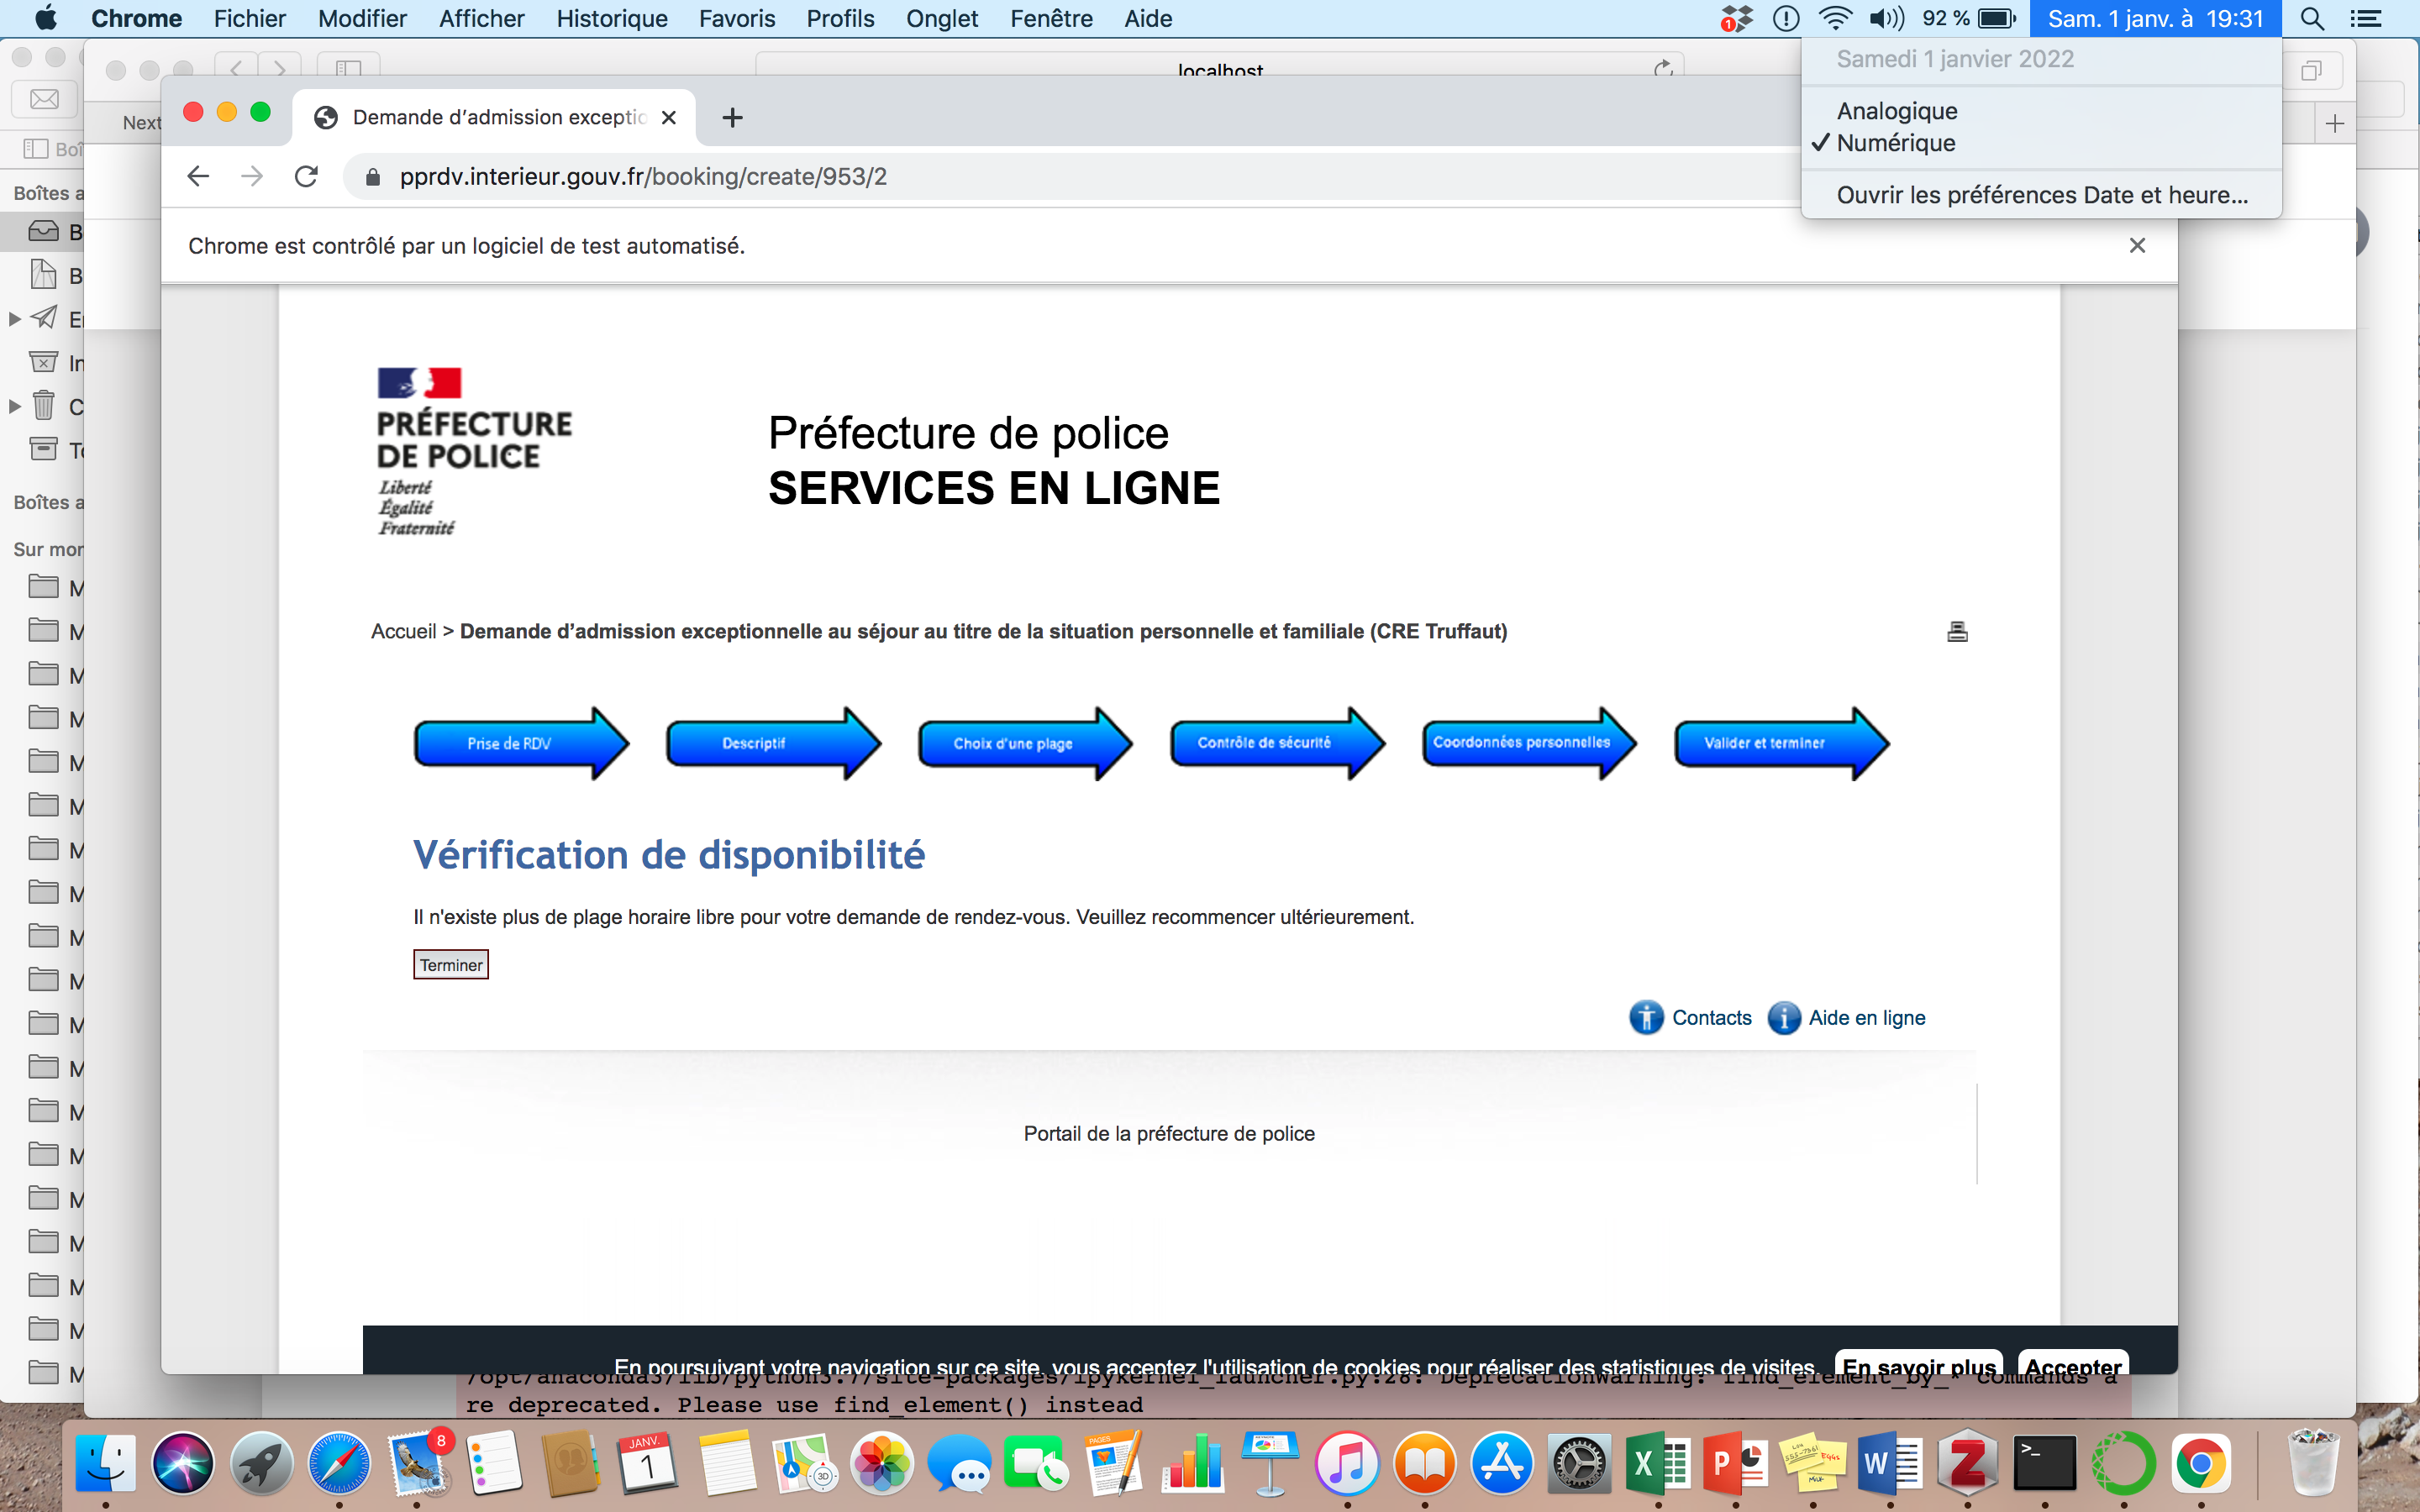 Chrome Fichier Modifier Afficher Historique Favoris Profils Onglet Fenêtre Aide
1 92 % Sam. 1 janv. à 19:31
Samedi 1 janvier 2022
Analogique
✓ Numérique
Ouvrir les préférences Date et heure...
localhost
Next
Demande d'admission exceptio
pprdv.interieur.gouv.fr/booking/create/953/2
Chrome est contrôlé par un logiciel de test automatisé.
Boîtes a
Sur mon
PRÉFECTURE
DE POLICE
Liberté
Égalité
Fraternité
Préfecture de police
SERVICES EN LIGNE
Accueil > Demande d'admission exceptionnelle au séjour au titre de la situation personnelle et familiale (CRE Truffaut)
Prise de RDV
Descriptif
Choix d'une plage
Contrôle de sécurité
Coordonnées personnelles
Valider et terminer
Vérification de disponibilité
Il n'existe plus de plage horaire libre pour votre demande de rendez-vous. Veuillez recommencer ultérieurement.
Terminer
Contacts
Aide en ligne
Portail de la préfecture de police
En poursuivant votre navigation sur ce site, vous acceptez l'utilisation de cookies pour réaliser des statistiques de visites. En savoir plus Accepter
/opt/anaconda3/lib/python3.7/site-packages/ipykernel_launcher.py:28: DeprecationWarning: find_element_by_* commands a
re deprecated. Please use find_element() instead
8
JANV.
1
3D
PAGES
X
P
W
Z
>_